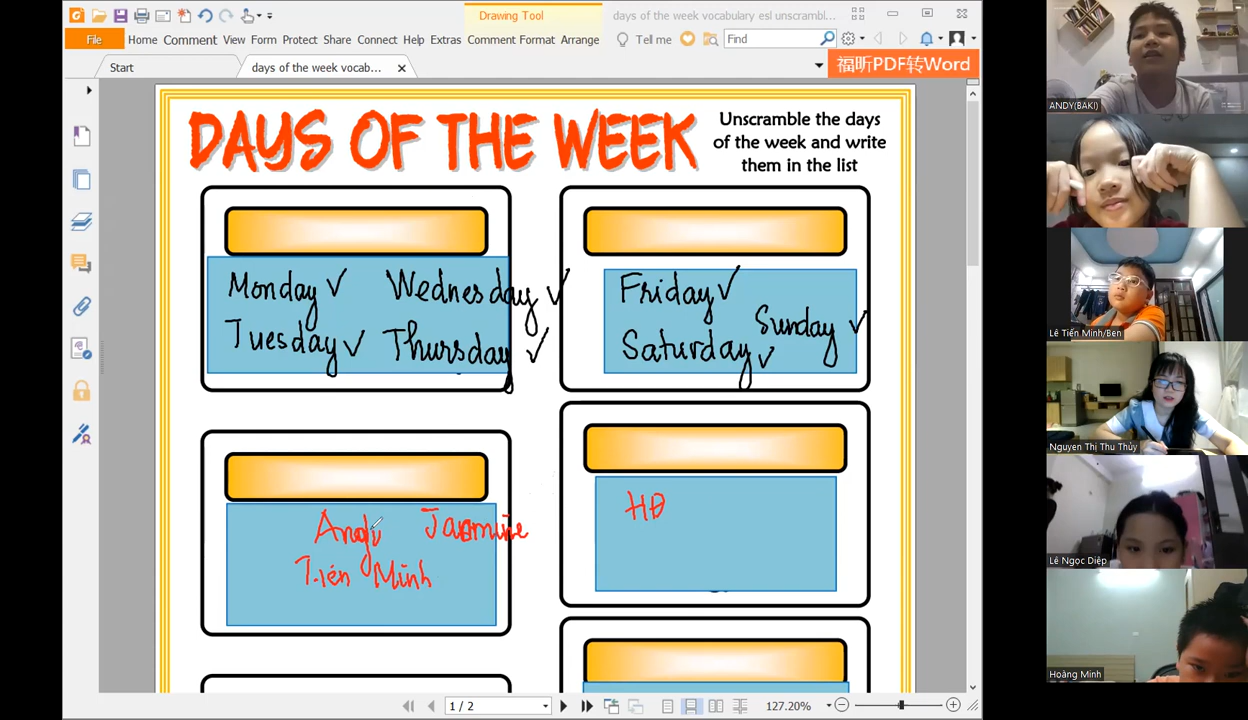 Drawing Tool
days of the week vocabulary esl unscrambl...
File Home Comment View Form Protect Share Connect Help Extras Comment Format Arrange Tell me Find
Start days of the week vocab...
福昕PDF转Word
DAYS OF THE WEEK
Unscramble the days
of the week and write
them in the list
Monday ✓ Wednesday ✓
Tuesday ✓ Thursday ✓
Friday ✓
Sunday ✓
Saturday ✓
Andy Jasmine
Tiến Minh
HĐ
1 / 2
127.20%
ANDY(BAKI)
Lê Tiến Minh/Ben
Nguyen Thị Thu Thủy
Lê Ngọc Diệp
Hoàng Minh